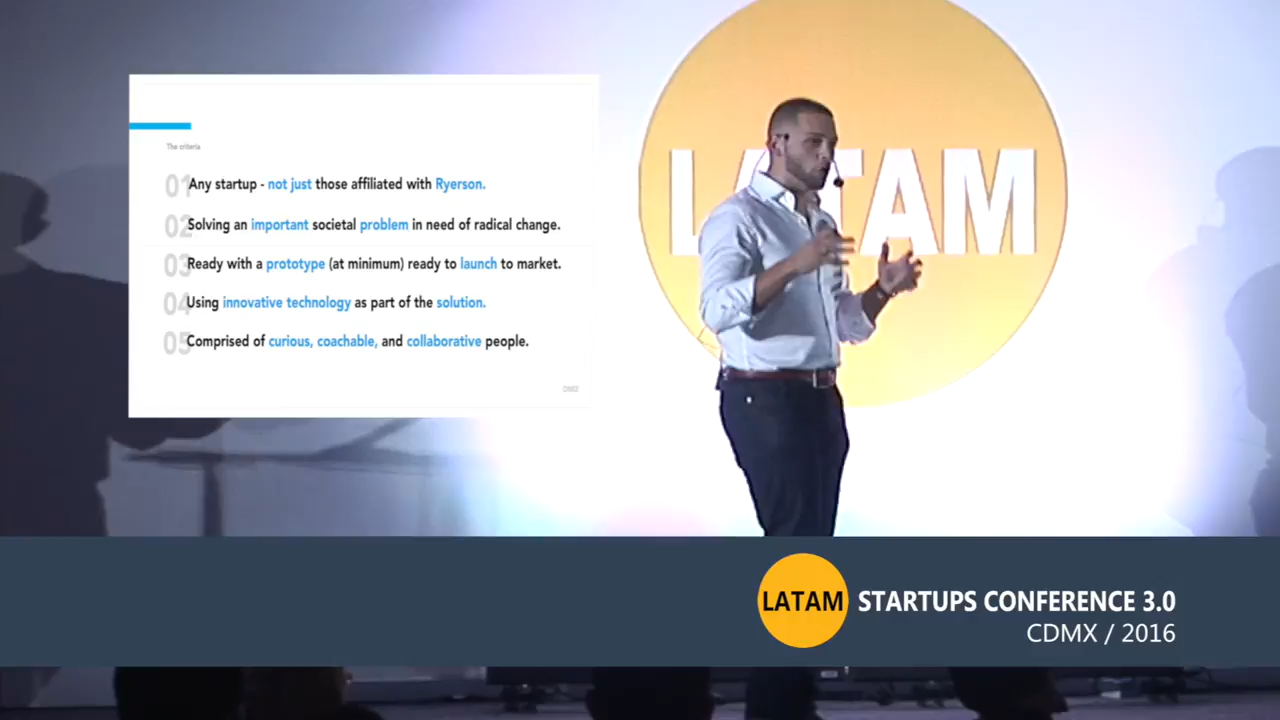 The criteria
01 Any startup - not just those affiliated with Ryerson.
02 Solving an important societal problem in need of radical change.
03 Ready with a prototype (at minimum) ready to launch to market.
04 Using innovative technology as part of the solution.
05 Comprised of curious, coachable, and collaborative people.
DMZ
LATAM
LATAM STARTUPS CONFERENCE 3.0
CDMX / 2016